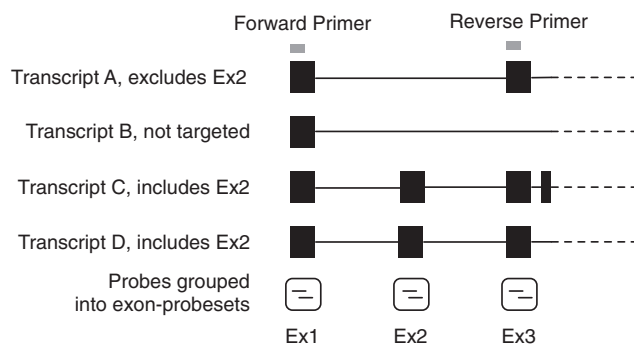 Forward Primer
Reverse Primer
Transcript A, excludes Ex2
Transcript B, not targeted
Transcript C, includes Ex2
Transcript D, includes Ex2
Probes grouped
into exon-probesets
Ex1
Ex2
Ex3